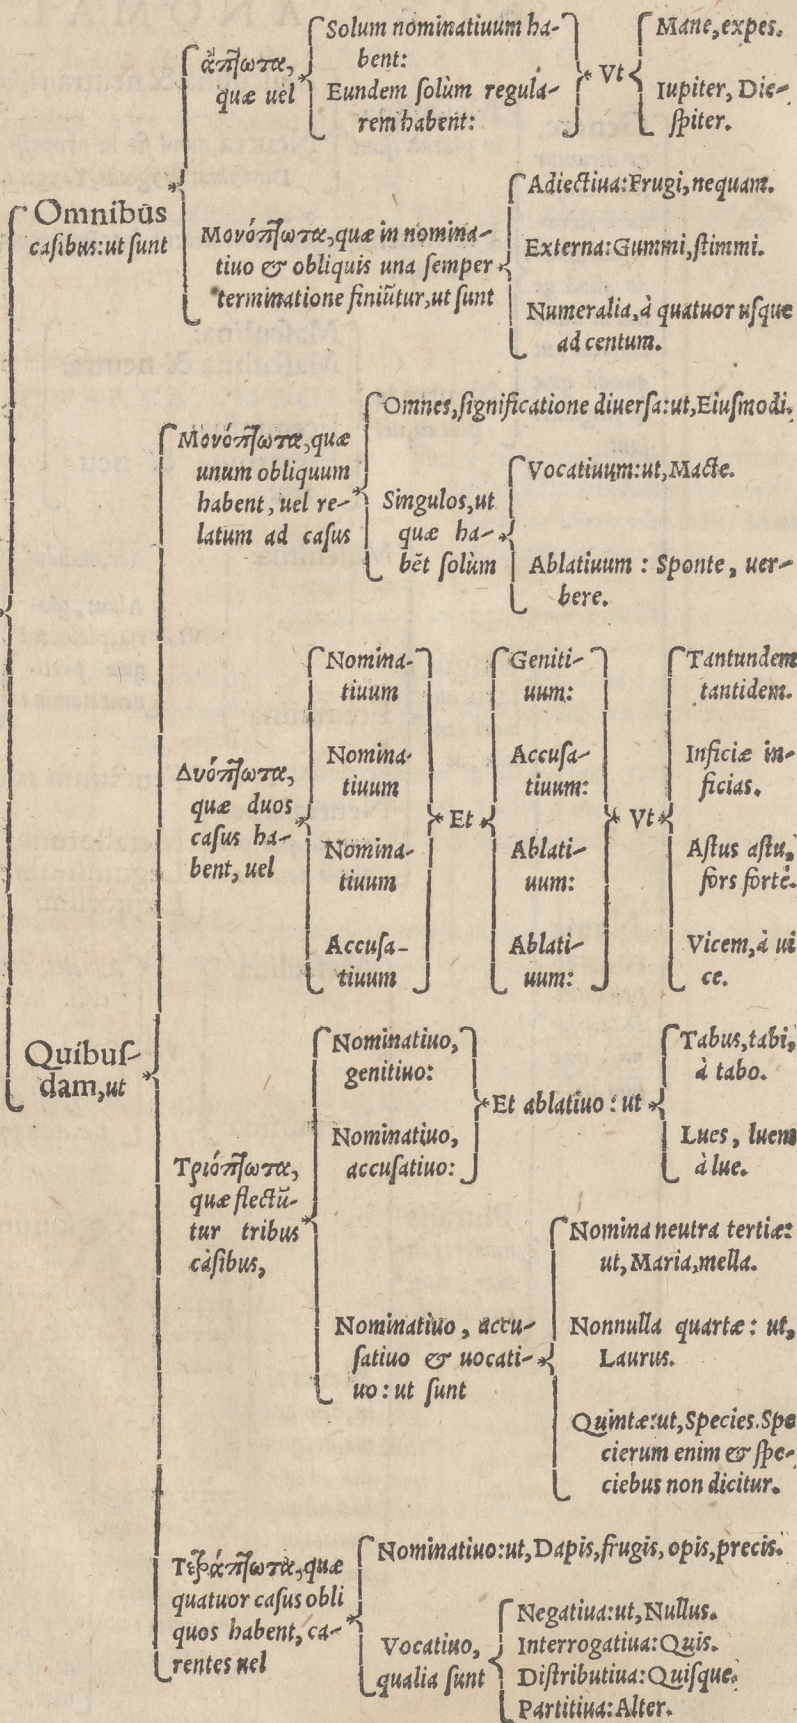 Omnibūs
casibus: ut sunt
ἄπτωτα,
quæ uel
Solum nominatiuum ha-
bent:
Eundem solùm regula-
rem habent:
Vt
Mane, expes.
Iupiter, Die-
spiter.
Μονόπτωτα, quæ in nomina-
tiuo & obliquis una semper
terminatione finiūtur, ut sunt
Adiectiua: Frugi, nequam.
Externa: Gummi, stimmi.
Numeralia, à quatuor usque
ad centum.
Quibus-
dam, ut
Μονόπτωτα, quæ
unum obliquum
habent, uel re-
latum ad casus
Omnes, significatione diuersa: ut, Eiusmodi.
Singulos, ut
quæ ha-
bēt solùm
Vocatiuum: ut, Macte.
Ablatiuum : Sponte, uer-
bere.
Δυόπτωτα,
quæ duos
casus ha-
bent, uel
Nomina-
tiuum
Nomina-
tiuum
Nomina-
tiuum
Accusa-
tiuum
Et
Geniti-
uum:
Accusa-
tiuum:
Ablati-
uum:
Ablati-
uum:
Vt
Tantundem
tantidem.
Inficiæ in-
ficias.
Astus astu,
fors forte.
Vicem, à ui
ce.
Τριόπτωτα,
quæ flectū-
tur tribus
casibus,
Nominatiuo,
genitiuo:
Nominatiuo,
accusatiuo:
Et ablatiuo : ut
Tabus, tabi,
à tabo.
Lues, luem
à lue.
Nominatiuo, accu-
satiuo & uocati-
uo : ut sunt
Nomina neutra tertiæ:
ut, Maria, mella.
Nonnulla quartæ : ut,
Laurus.
Quintæ: ut, Species. Spe
cierum enim & spe-
ciebus non dicitur.
Τετράπτωτα, quæ
quatuor casus obli
quos habent, ca-
rentes uel
Nominatiuo: ut, Dapis, frugis, opis, precis.
Vocatiuo,
qualia sunt
Negatiua: ut, Nullus.
Interrogatiua: Quis.
Distributiua: Quisque.
Partitiua: Alter.